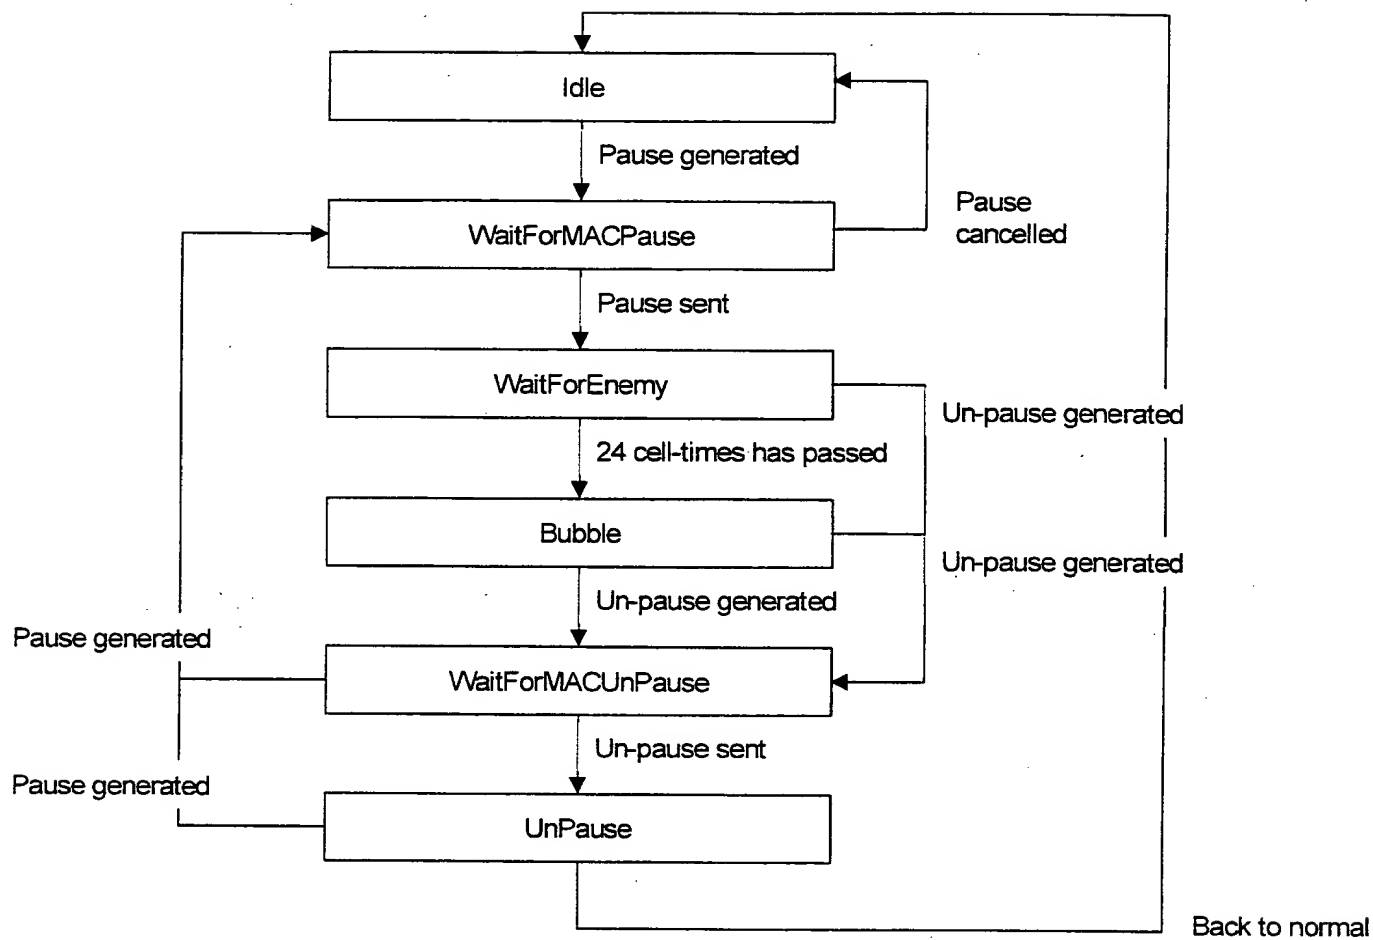 Idle
Pause generated
Pause
cancelled
WaitForMACPause
Pause sent
WaitForEnemy
Un-pause generated
24 cell-times has passed
Bubble
Un-pause generated
Un-pause generated
Pause generated
WaitForMACUnPause
Un-pause sent
Pause generated
UnPause
Back to normal